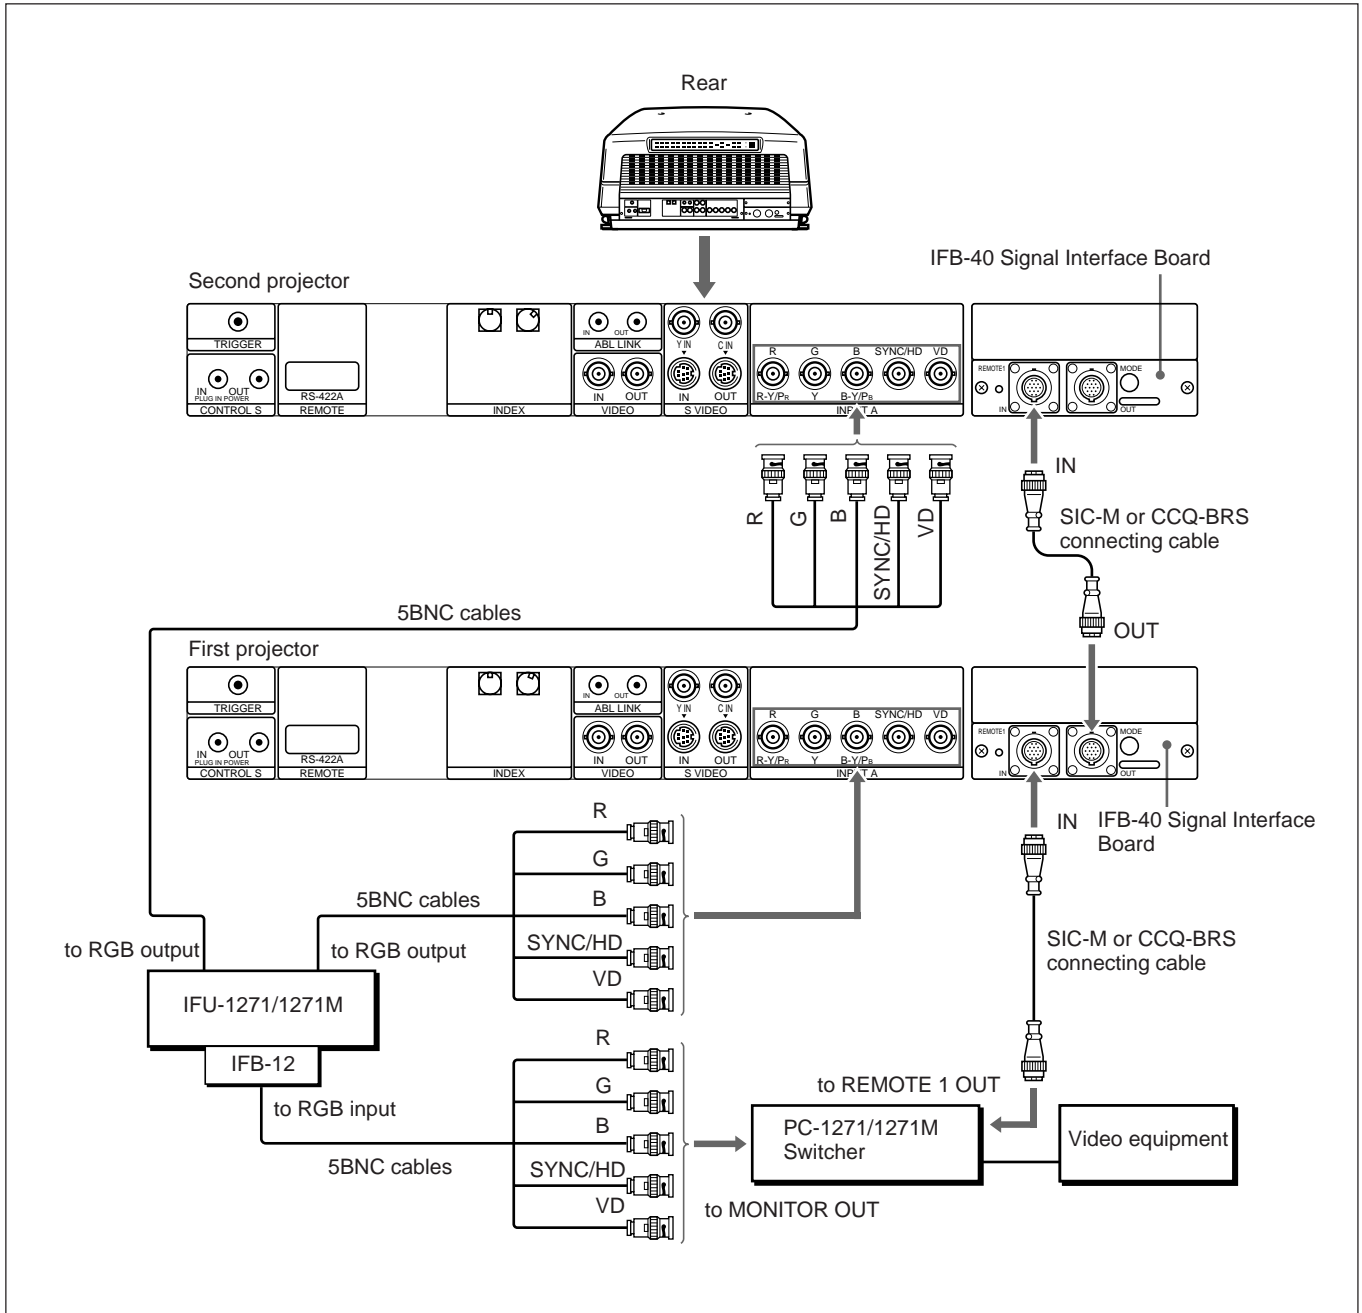 Rear
IFB-40 Signal Interface Board
Second projector
TRIGGER
IN OUT
PLUG IN POWER
CONTROL S
RS-422A
REMOTE
INDEX
IN OUT
ABL LINK
IN OUT
VIDEO
Y IN C IN
IN OUT
S VIDEO
R G B SYNC/HD VD
R-Y/PR Y B-Y/PB
INPUT A
REMOTE1
IN
MODE
OUT
IN
SIC-M or CCQ-BRS
connecting cable
R
G
B
SYNC/HD
VD
5BNC cables
OUT
First projector
TRIGGER
IN OUT
PLUG IN POWER
CONTROL S
RS-422A
REMOTE
INDEX
IN OUT
ABL LINK
IN OUT
VIDEO
Y IN C IN
IN OUT
S VIDEO
R G B SYNC/HD VD
R-Y/PR Y B-Y/PB
INPUT A
REMOTE1
IN
MODE
OUT
IN
IFB-40 Signal Interface
Board
R
G
B
SYNC/HD
VD
5BNC cables
to RGB output
to RGB output
SIC-M or CCQ-BRS
connecting cable
IFU-1271/1271M
IFB-12
to RGB input
R
G
B
SYNC/HD
VD
5BNC cables
to REMOTE 1 OUT
PC-1271/1271M
Switcher
Video equipment
to MONITOR OUT